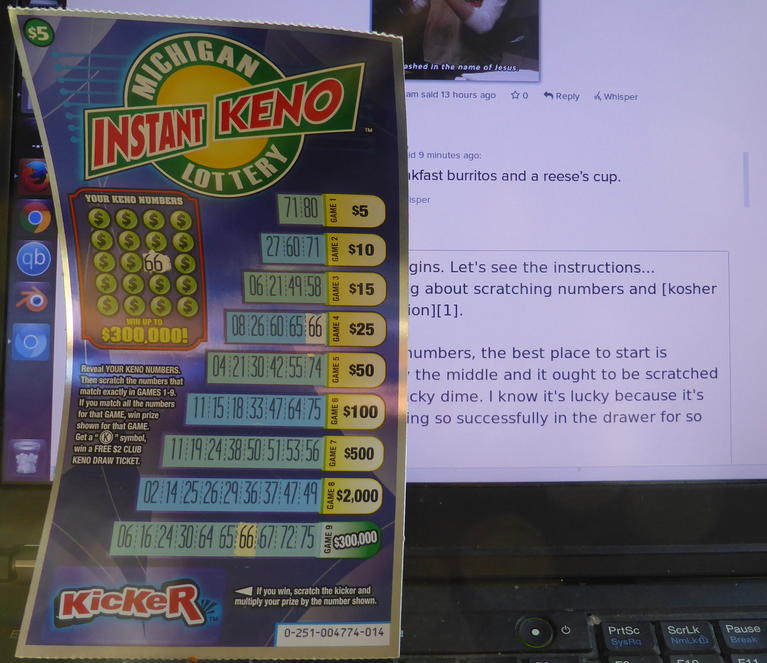 $5
MICHIGAN
INSTANT KENO
™
LOTTERY
YOUR KENO NUMBERS
$ $ $ $
$ $ $ $
$ $ 66 $
$ $ $ $
$ $ $ $
WIN UP TO
$300,000!
71 80 GAME 1 $5
27 60 71 GAME 2 $10
06 21 49 58 GAME 3 $15
08 26 60 65 66 GAME 4 $25
04 21 30 42 55 74 GAME 5 $50
11 15 18 33 47 64 75 GAME 6 $100
11 19 24 38 50 51 53 56 GAME 7 $500
02 14 25 26 29 36 37 47 49 GAME 8 $2,000
06 16 24 30 64 65 66 67 72 75 GAME 9 $300,000
Reveal YOUR KENO NUMBERS.
Then scratch the numbers that
match exactly in GAMES 1-9.
If you match all the numbers
for that GAME, win prize
shown for that GAME.
Get a "K" symbol,
win a FREE $2 CLUB
KENO DRAW TICKET.
KICKER™
If you win, scratch the kicker and
multiply your prize by the number shown.
0-251-004774-014
ashed in the name of Jesus.
am said 13 hours ago ☆0 Reply Whisper
id 9 minutes ago:
kfast burritos and a reese's cup.
isper
gins. Let's see the instructions...
g about scratching numbers and [kosher
ion][1].
numbers, the best place to start is
the middle and it ought to be scratched
cky dime. I know it's lucky because it's
ing so successfully in the drawer for so
qb
PrtSc
SysRq
ScrLk
NmLk
Pause
Break